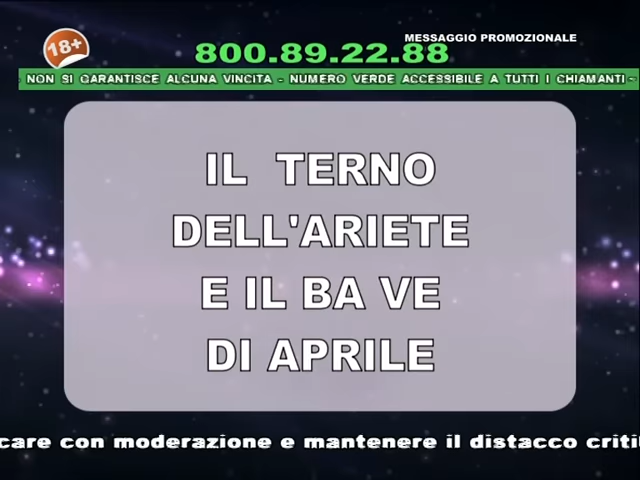 18+
MESSAGGIO PROMOZIONALE
800.89.22.88
NON SI GARANTISCE ALCUNA VINCITA - NUMERO VERDE ACCESSIBILE A TUTTI I CHIAMANTI -
IL TERNO
DELL'ARIETE
E IL BA VE
DI APRILE
care con moderazione e mantenere il distacco criti